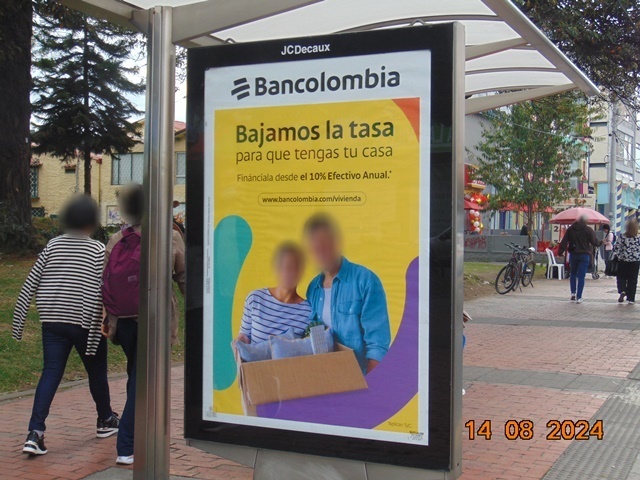 JCDecaux
Bancolombia
Bajamos la tasa
para que tengas tu casa
Fináncíala desde el 10% Efectivo Anual.*
www.bancolombia.com/vivienda
14 08 2024